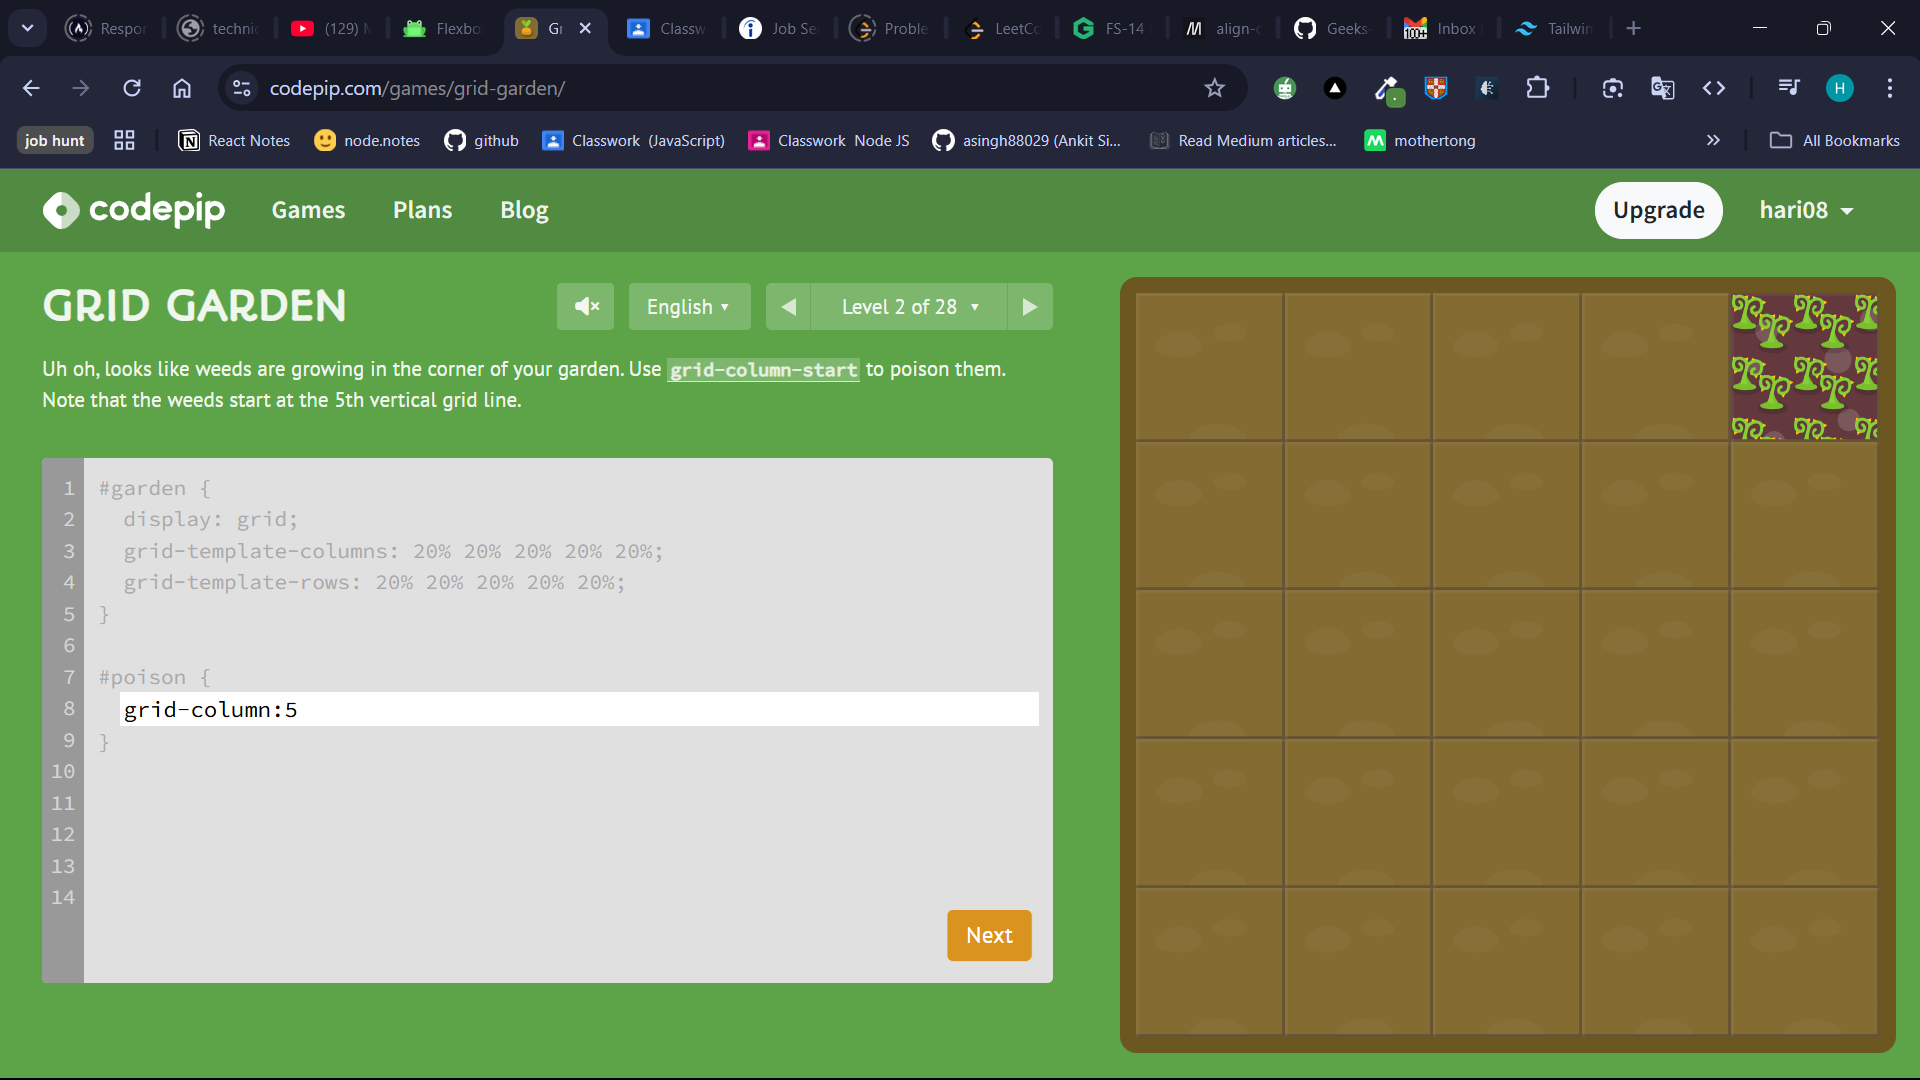 Respor
technic
(129) M
Flexbo
Gr
Classw
Job Se
Proble
LeetCo
FS-14
align-c
Geeks
100+
Inbox
Tailwin
codepip.com/games/grid-garden/
H
job hunt
React Notes
node.notes
github
Classwork (JavaScript)
Classwork Node JS
asingh88029 (Ankit Si...
Read Medium articles...
mothertong
All Bookmarks
codepip
Games
Plans
Blog
Upgrade
hari08
GRID GARDEN
English
Level 2 of 28
Uh oh, looks like weeds are growing in the corner of your garden. Use grid-column-start to poison them.
Note that the weeds start at the 5th vertical grid line.
1 #garden {
2 display: grid;
3 grid-template-columns: 20% 20% 20% 20% 20%;
4 grid-template-rows: 20% 20% 20% 20% 20%;
5 }
6
7 #poison {
8 grid-column:5
9 }
10
11
12
13
14
Next